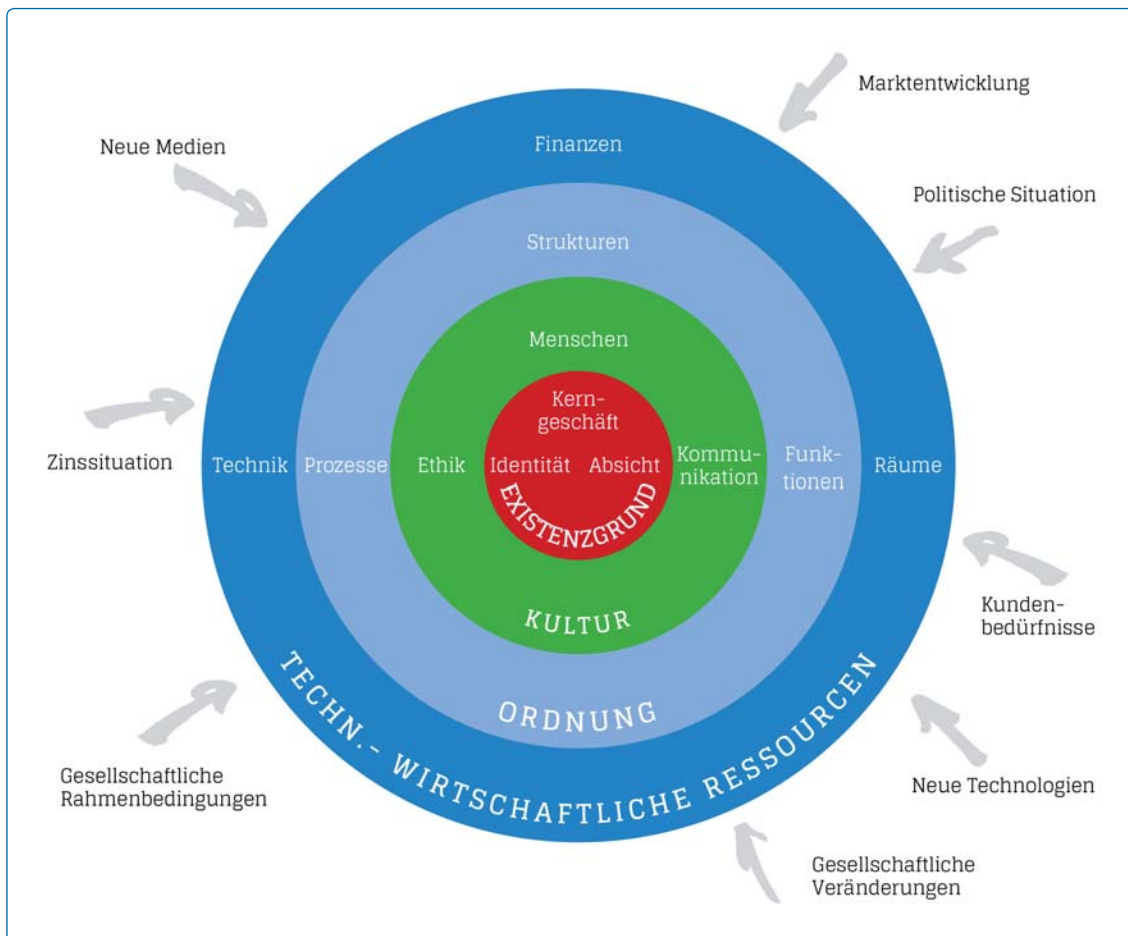 Marktentwicklung
Neue Medien
Finanzen
Politische Situation
Strukturen
Menschen
Kern-
geschäft
Zinssituation
Technik
Prozesse
Ethik
Identität
Absicht
Kommu-
nikation
Funk-
tionen
Räume
EXISTENZGRUND
KULTUR
Kunden-
bedürfnisse
ORDNUNG
TECHN.- WIRTSCHAFTLICHE RESSOURCEN
Gesellschaftliche
Rahmenbedingungen
Neue Technologien
Gesellschaftliche
Veränderungen